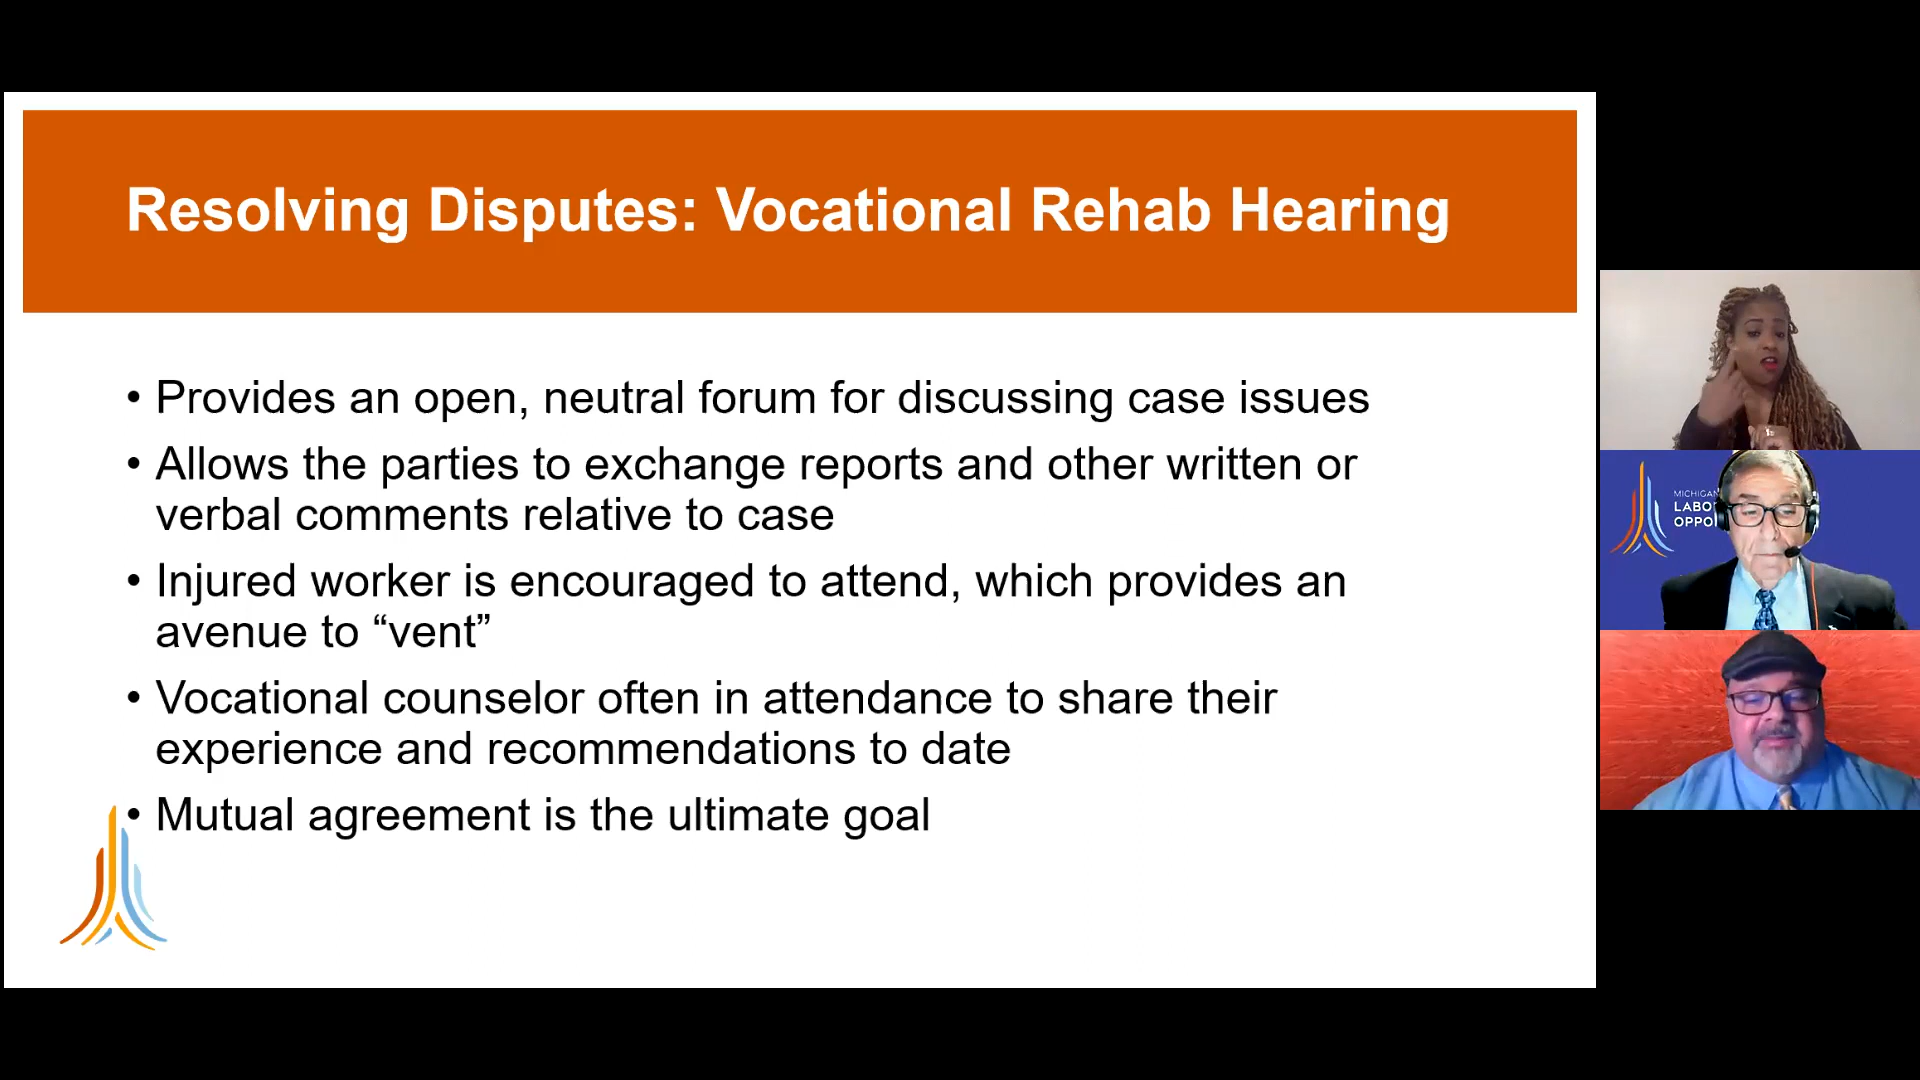 Resolving Disputes: Vocational Rehab Hearing
• Provides an open, neutral forum for discussing case issues
• Allows the parties to exchange reports and other written or
verbal comments relative to case
• Injured worker is encouraged to attend, which provides an
avenue to “vent”
• Vocational counselor often in attendance to share their
experience and recommendations to date
• Mutual agreement is the ultimate goal
MICHIGAN
LABO
OPPO